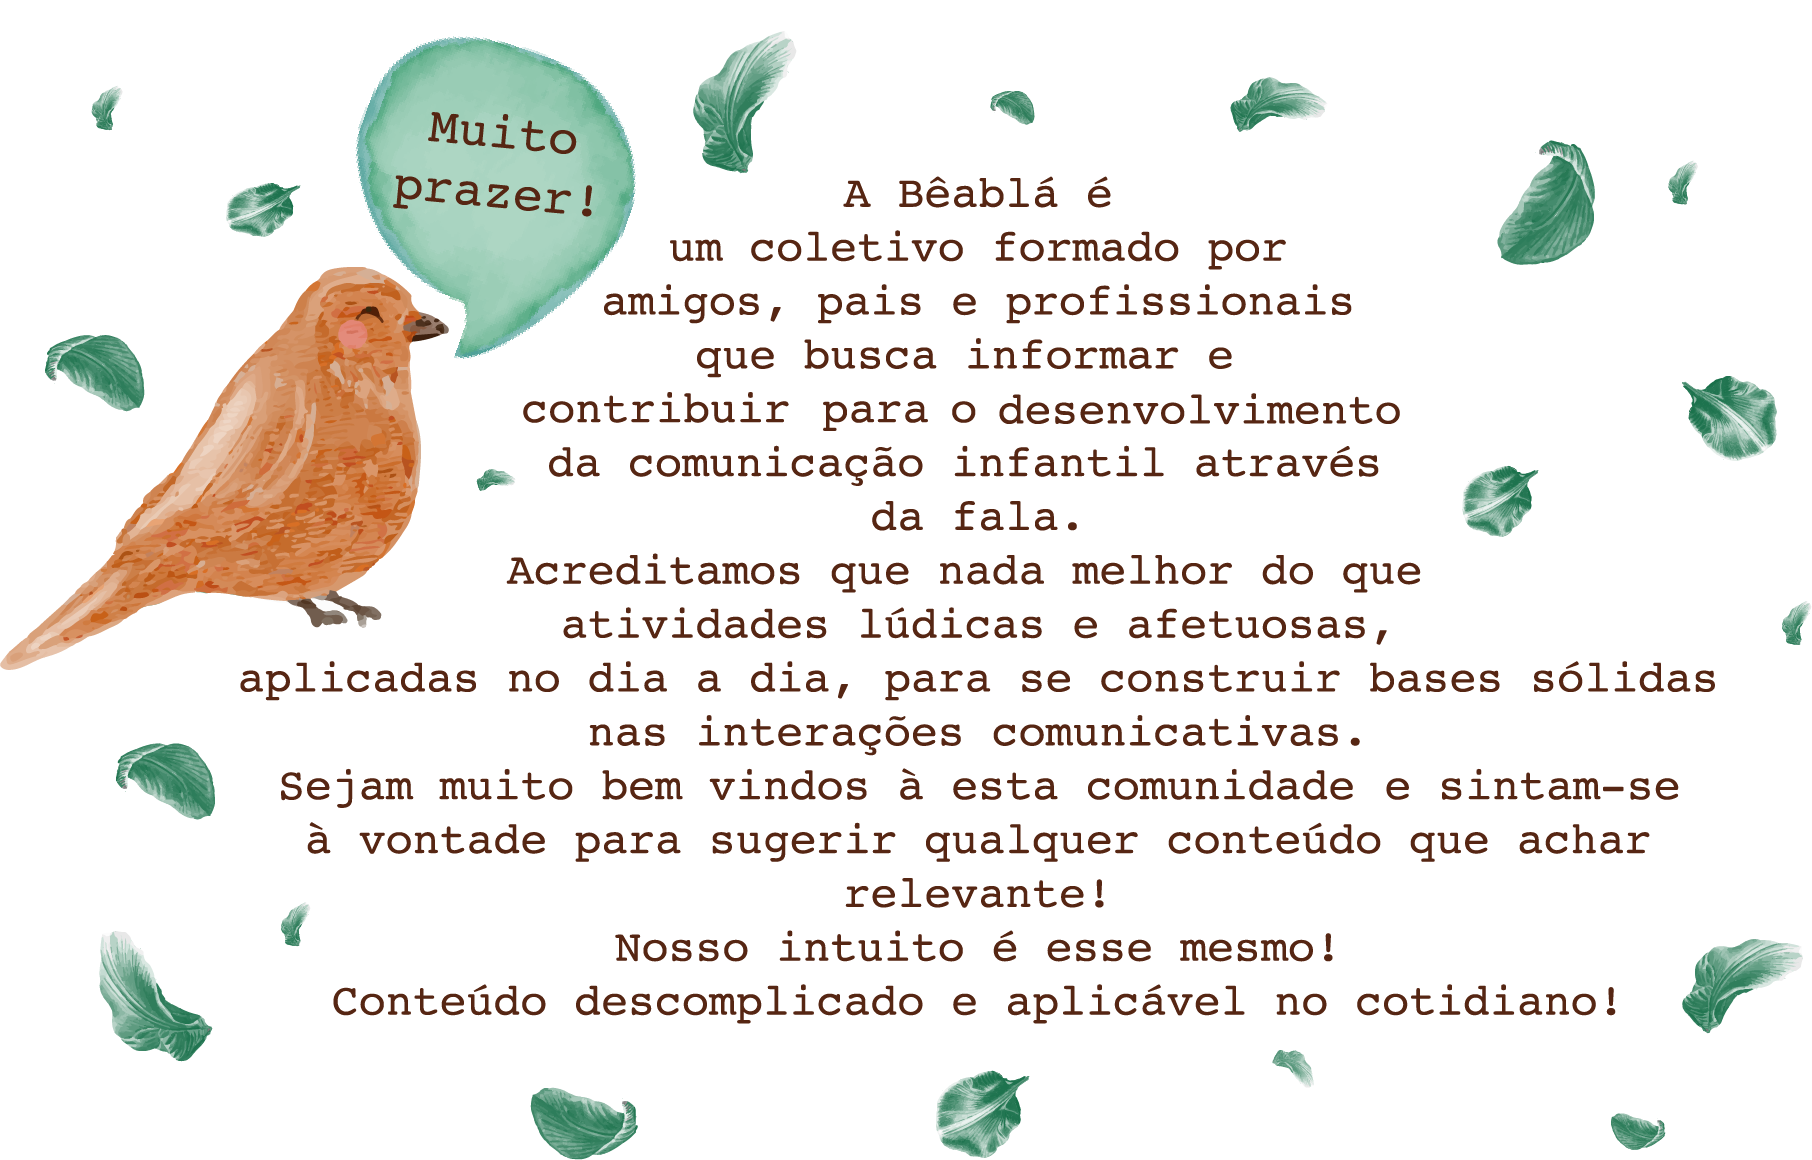 Muito
prazer!
A Bêablá é
um coletivo formado por
amigos, pais e profissionais
que busca informar e
contribuir para o desenvolvimento
da comunicação infantil através
da fala.
Acreditamos que nada melhor do que
atividades lúdicas e afetuosas,
aplicadas no dia a dia, para se construir bases sólidas
nas interações comunicativas.
Sejam muito bem vindos à esta comunidade e sintam-se
à vontade para sugerir qualquer conteúdo que achar
relevante!
Nosso intuito é esse mesmo!
Conteúdo descomplicado e aplicável no cotidiano!